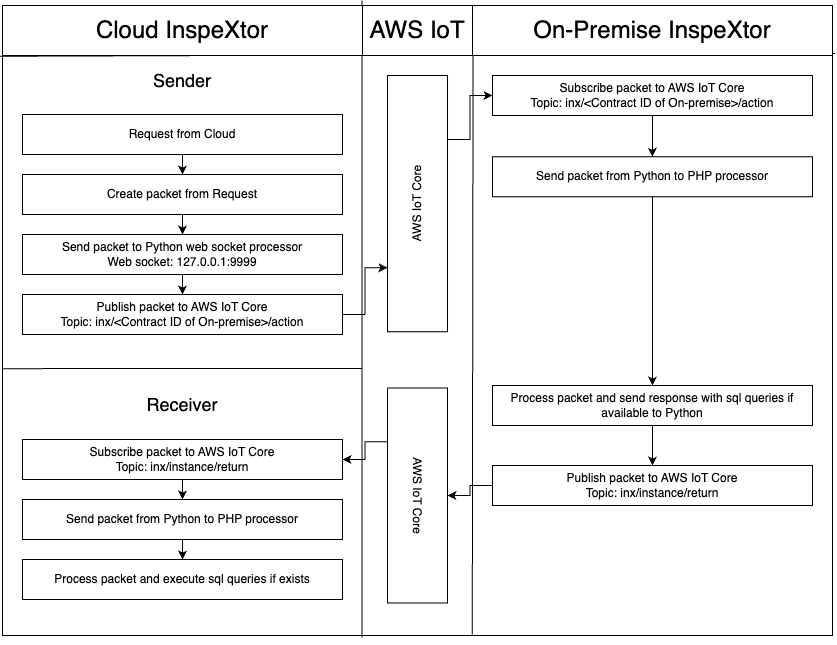 Cloud InspeXtor
AWS IoT
On-Premise InspeXtor
Sender
Request from Cloud
Create packet from Request
Send packet to Python web socket processor
Web socket: 127.0.0.1:9999
Publish packet to AWS IoT Core
Topic: inx/<Contract ID of On-premise>/action
AWS IoT Core
Subscribe packet to AWS IoT Core
Topic: inx/<Contract ID of On-premise>/action
Send packet from Python to PHP processor
Process packet and send response with sql queries if
available to Python
Publish packet to AWS IoT Core
Topic: inx/instance/return
AWS IoT Core
Receiver
Subscribe packet to AWS IoT Core
Topic: inx/instance/return
Send packet from Python to PHP processor
Process packet and execute sql queries if exists